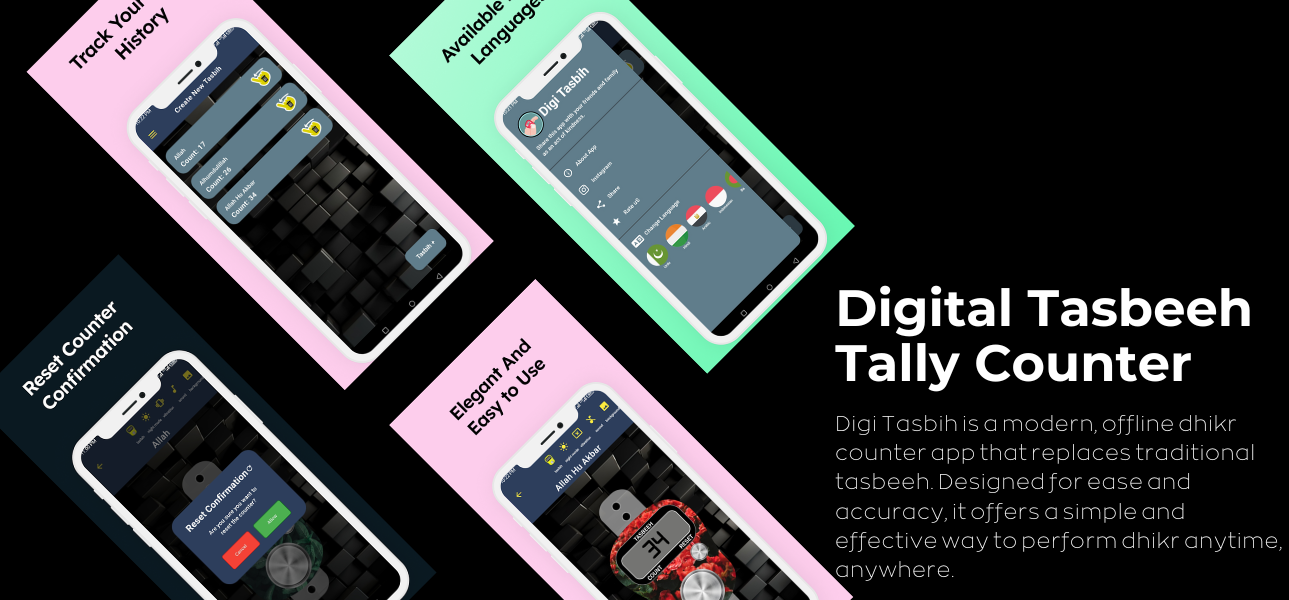 Track Your
History
Create New Tasbih
Allah
Count: 17
Alhamdulillah
Count: 26
Allah Hu Akbar
Count: 34
Tasbih +
Available
Languages
Digi Tasbih
Share this app with your friends and family
as an act of kindness.
About App
Instagram
Share
Rate us!
Change Language
Urdu
Hindi
Arabic
Reset Counter
Confirmation
Allah
Reset Confirmation
Are you sure you want to
reset the counter?
Cancel
Elegant And
Easy to Use
Allah Hu Akbar
TASBEEH
34
COUNT
RESET
Digital Tasbeeh
Tally Counter
Digi Tasbih is a modern, offline dhikr
counter app that replaces traditional
tasbeeh. Designed for ease and
accuracy, it offers a simple and
effective way to perform dhikr anytime,
anywhere.